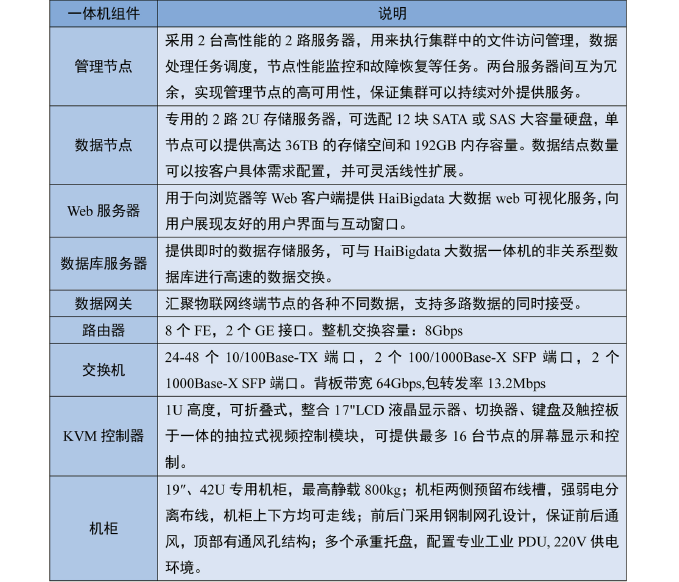 一体机组件
说明
管理节点
采用 2 台高性能的 2 路服务器，用来执行集群中的文件访问管理，数据
处理任务调度，节点性能监控和故障恢复等任务。两台服务器间互为冗
余，实现管理节点的高可用性，保证集群可以持续对外提供服务。
数据节点
专用的 2 路 2U 存储服务器，可选配 12 块 SATA 或 SAS 大容量硬盘，单
节点可以提供高达 36TB 的存储空间和 192GB 内存容量。数据结点数量
可以按客户具体需求配置，并可灵活线性扩展。
Web 服务器
用于向浏览器等 Web 客户端提供 HaiBigdata 大数据 web 可视化服务，向
用户展现友好的用户界面与互动窗口。
数据库服务器
提供即时的数据存储服务，可与 HaiBigdata 大数据一体机的非关系型数
据库进行高速的数据交换。
数据网关
汇聚物联网终端节点的各种不同数据，支持多路数据的同时接受。
路由器
8 个 FE，2 个 GE 接口。整机交换容量：8Gbps
交换机
24-48 个 10/100Base-TX 端口，2 个 100/1000Base-X SFP 端口，2 个
1000Base-X SFP 端口。背板带宽 64Gbps,包转发率 13.2Mbps
KVM 控制器
1U 高度，可折叠式，整合 17"LCD 液晶显示器、切换器、键盘及触控板
于一体的抽拉式视频控制模块，可提供最多 16 台节点的屏幕显示和控
制。
机柜
19″、42U 专用机柜，最高静载 800kg；机柜两侧预留布线槽，强弱电分
离布线，机柜上下方均可走线；前后门采用钢制网孔设计，保证前后通
风，顶部有通风孔结构；多个承重托盘，配置专业工业 PDU, 220V 供电
环境。